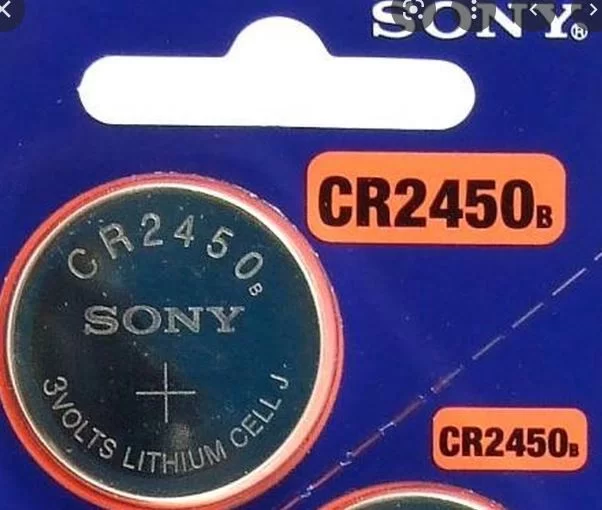 SONY®
CR2450B
CR2450B
SONY
3VOLTS LITHIUM CELL J
CR2450B